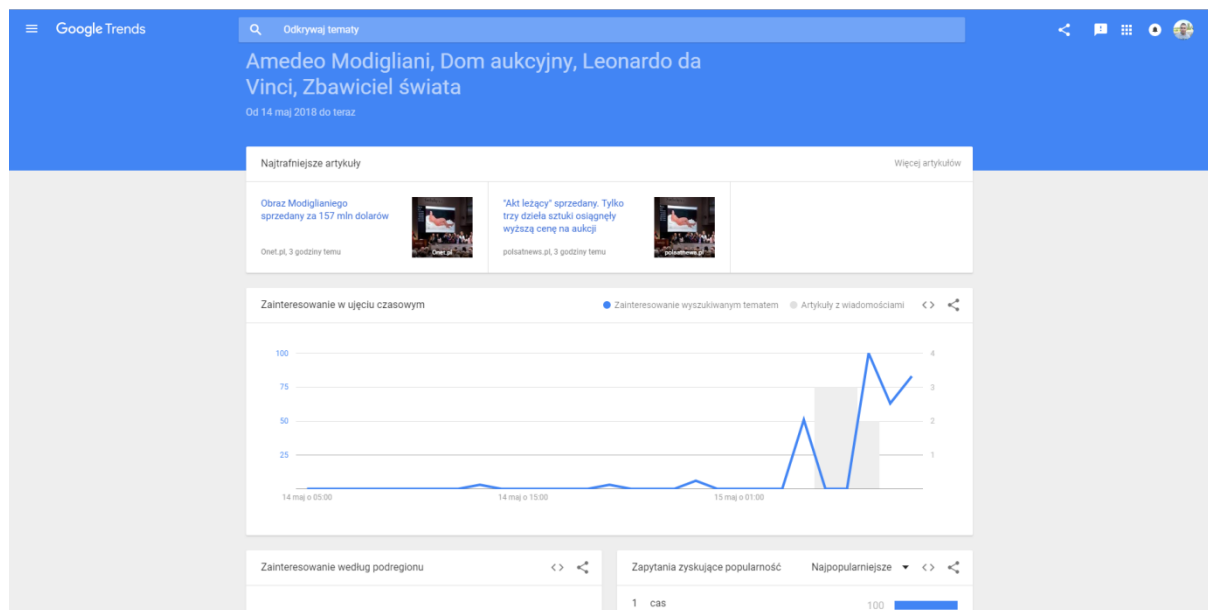 Google Trends
Odkrywaj tematy
Amedeo Modigliani, Dom aukcyjny, Leonardo da
Vinci, Zbawiciel świata
Od 14 maj 2018 do teraz
Najtrafniejsze artykuły
Więcej artykułów
Obraz Modiglianiego
sprzedany za 157 mln dolarów
Onet.pl
Onet.pl, 3 godziny temu
"Akt leżący" sprzedany. Tylko
trzy dzieła sztuki osiągnęły
wyższą cenę na aukcji
polsatnews.pl
polsatnews.pl, 3 godziny temu
Zainteresowanie w ujęciu czasowym
Zainteresowanie wyszukiwanym tematem
Artykuły z wiadomościami
100
75
50
25
4
3
2
1
14 maj o 05:00
14 maj o 15:00
15 maj o 01:00
Zainteresowanie według podregionu
Zapytania zyskujące popularność
Najpopularniejsze
1 cas
100